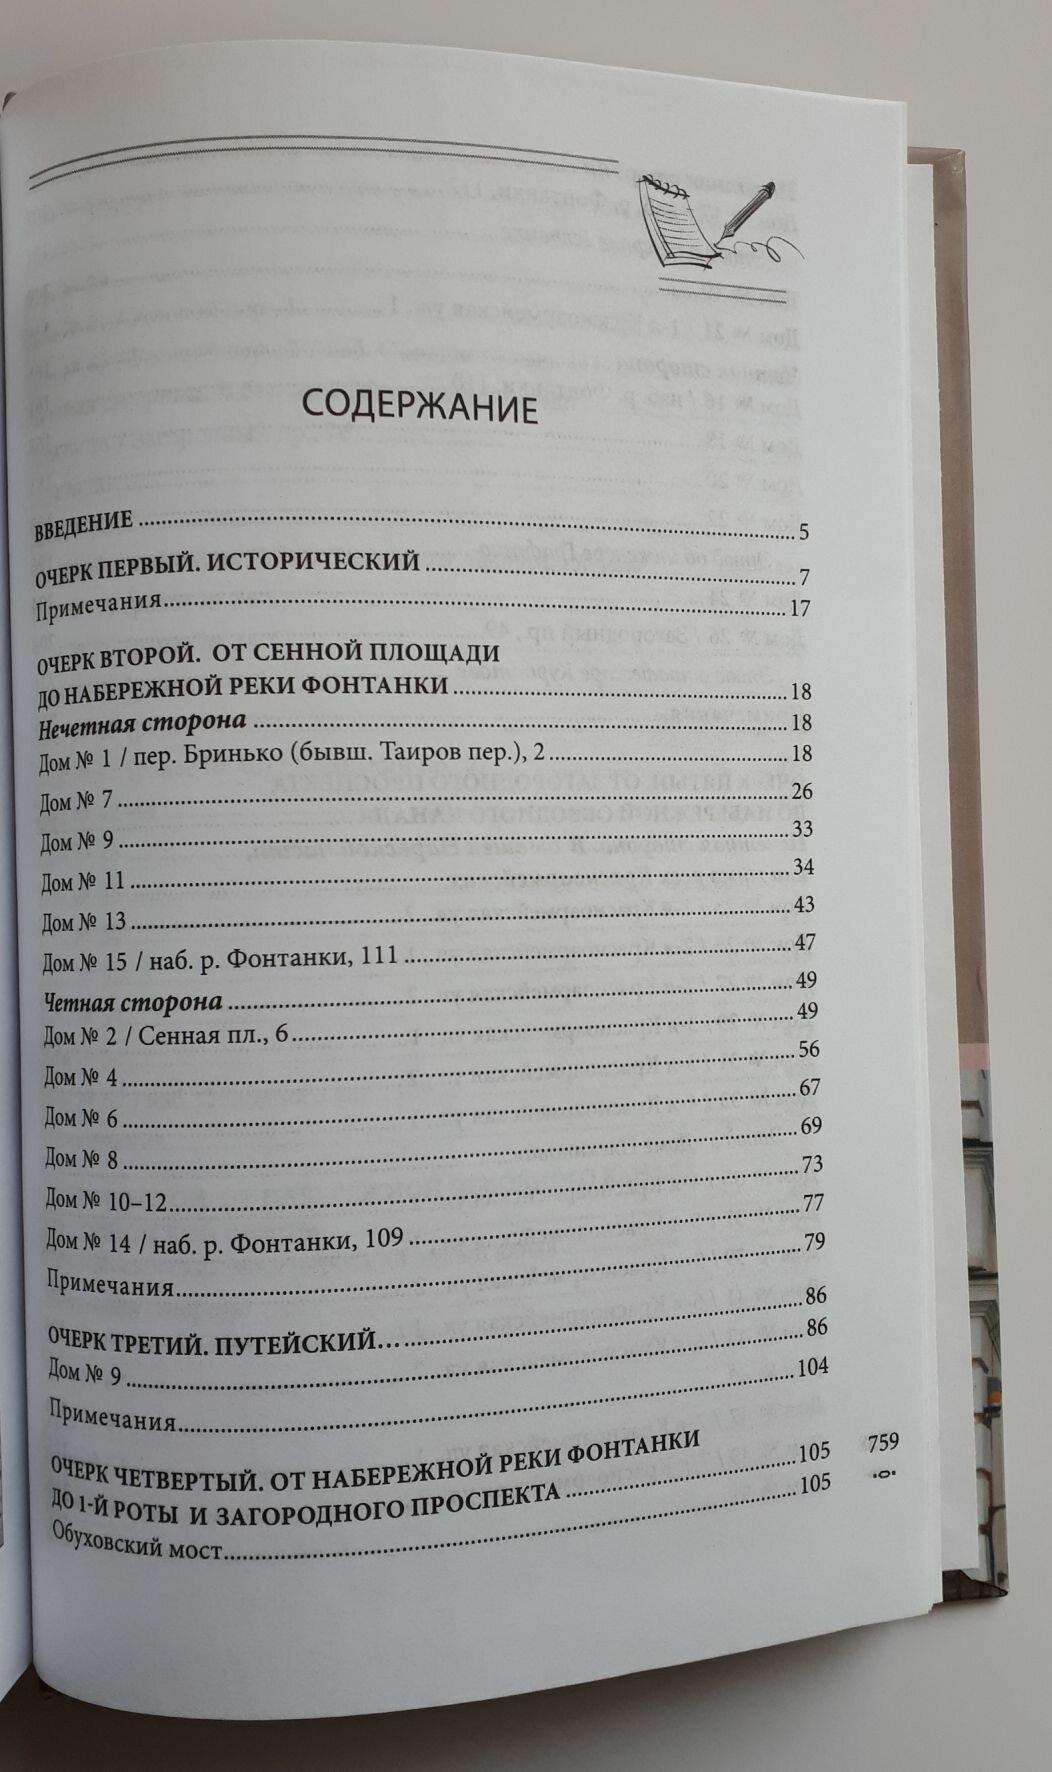 СОДЕРЖАНИЕ
ВВЕДЕНИЕ 5
ОЧЕРК ПЕРВЫЙ. ИСТОРИЧЕСКИЙ 7
Примечания 17
ОЧЕРК ВТОРОЙ. ОТ СЕННОЙ ПЛОЩАДИ
ДО НАБЕРЕЖНОЙ РЕКИ ФОНТАНКИ 18
Нечетная сторона 18
Дом № 1 / пер. Бринько (бывш. Таиров пер.), 2 18
Дом № 7 26
Дом № 9 33
Дом № 11 34
Дом № 13 43
Дом № 15 / наб. р. Фонтанки, 111 47
Четная сторона 49
Дом № 2 / Сенная пл., 6 49
Дом № 4 56
Дом № 6 67
Дом № 8 69
Дом № 10–12 73
Дом № 14 / наб. р. Фонтанки, 109 77
Примечания 79
ОЧЕРК ТРЕТИЙ. ПУТЕЙСКИЙ... 86
Дом № 9 86
Примечания 104
ОЧЕРК ЧЕТВЕРТЫЙ. ОТ НАБЕРЕЖНОЙ РЕКИ ФОНТАНКИ
ДО 1-Й РОТЫ И ЗАГОРОДНОГО ПРОСПЕКТА 105
Обуховский мост 105
759